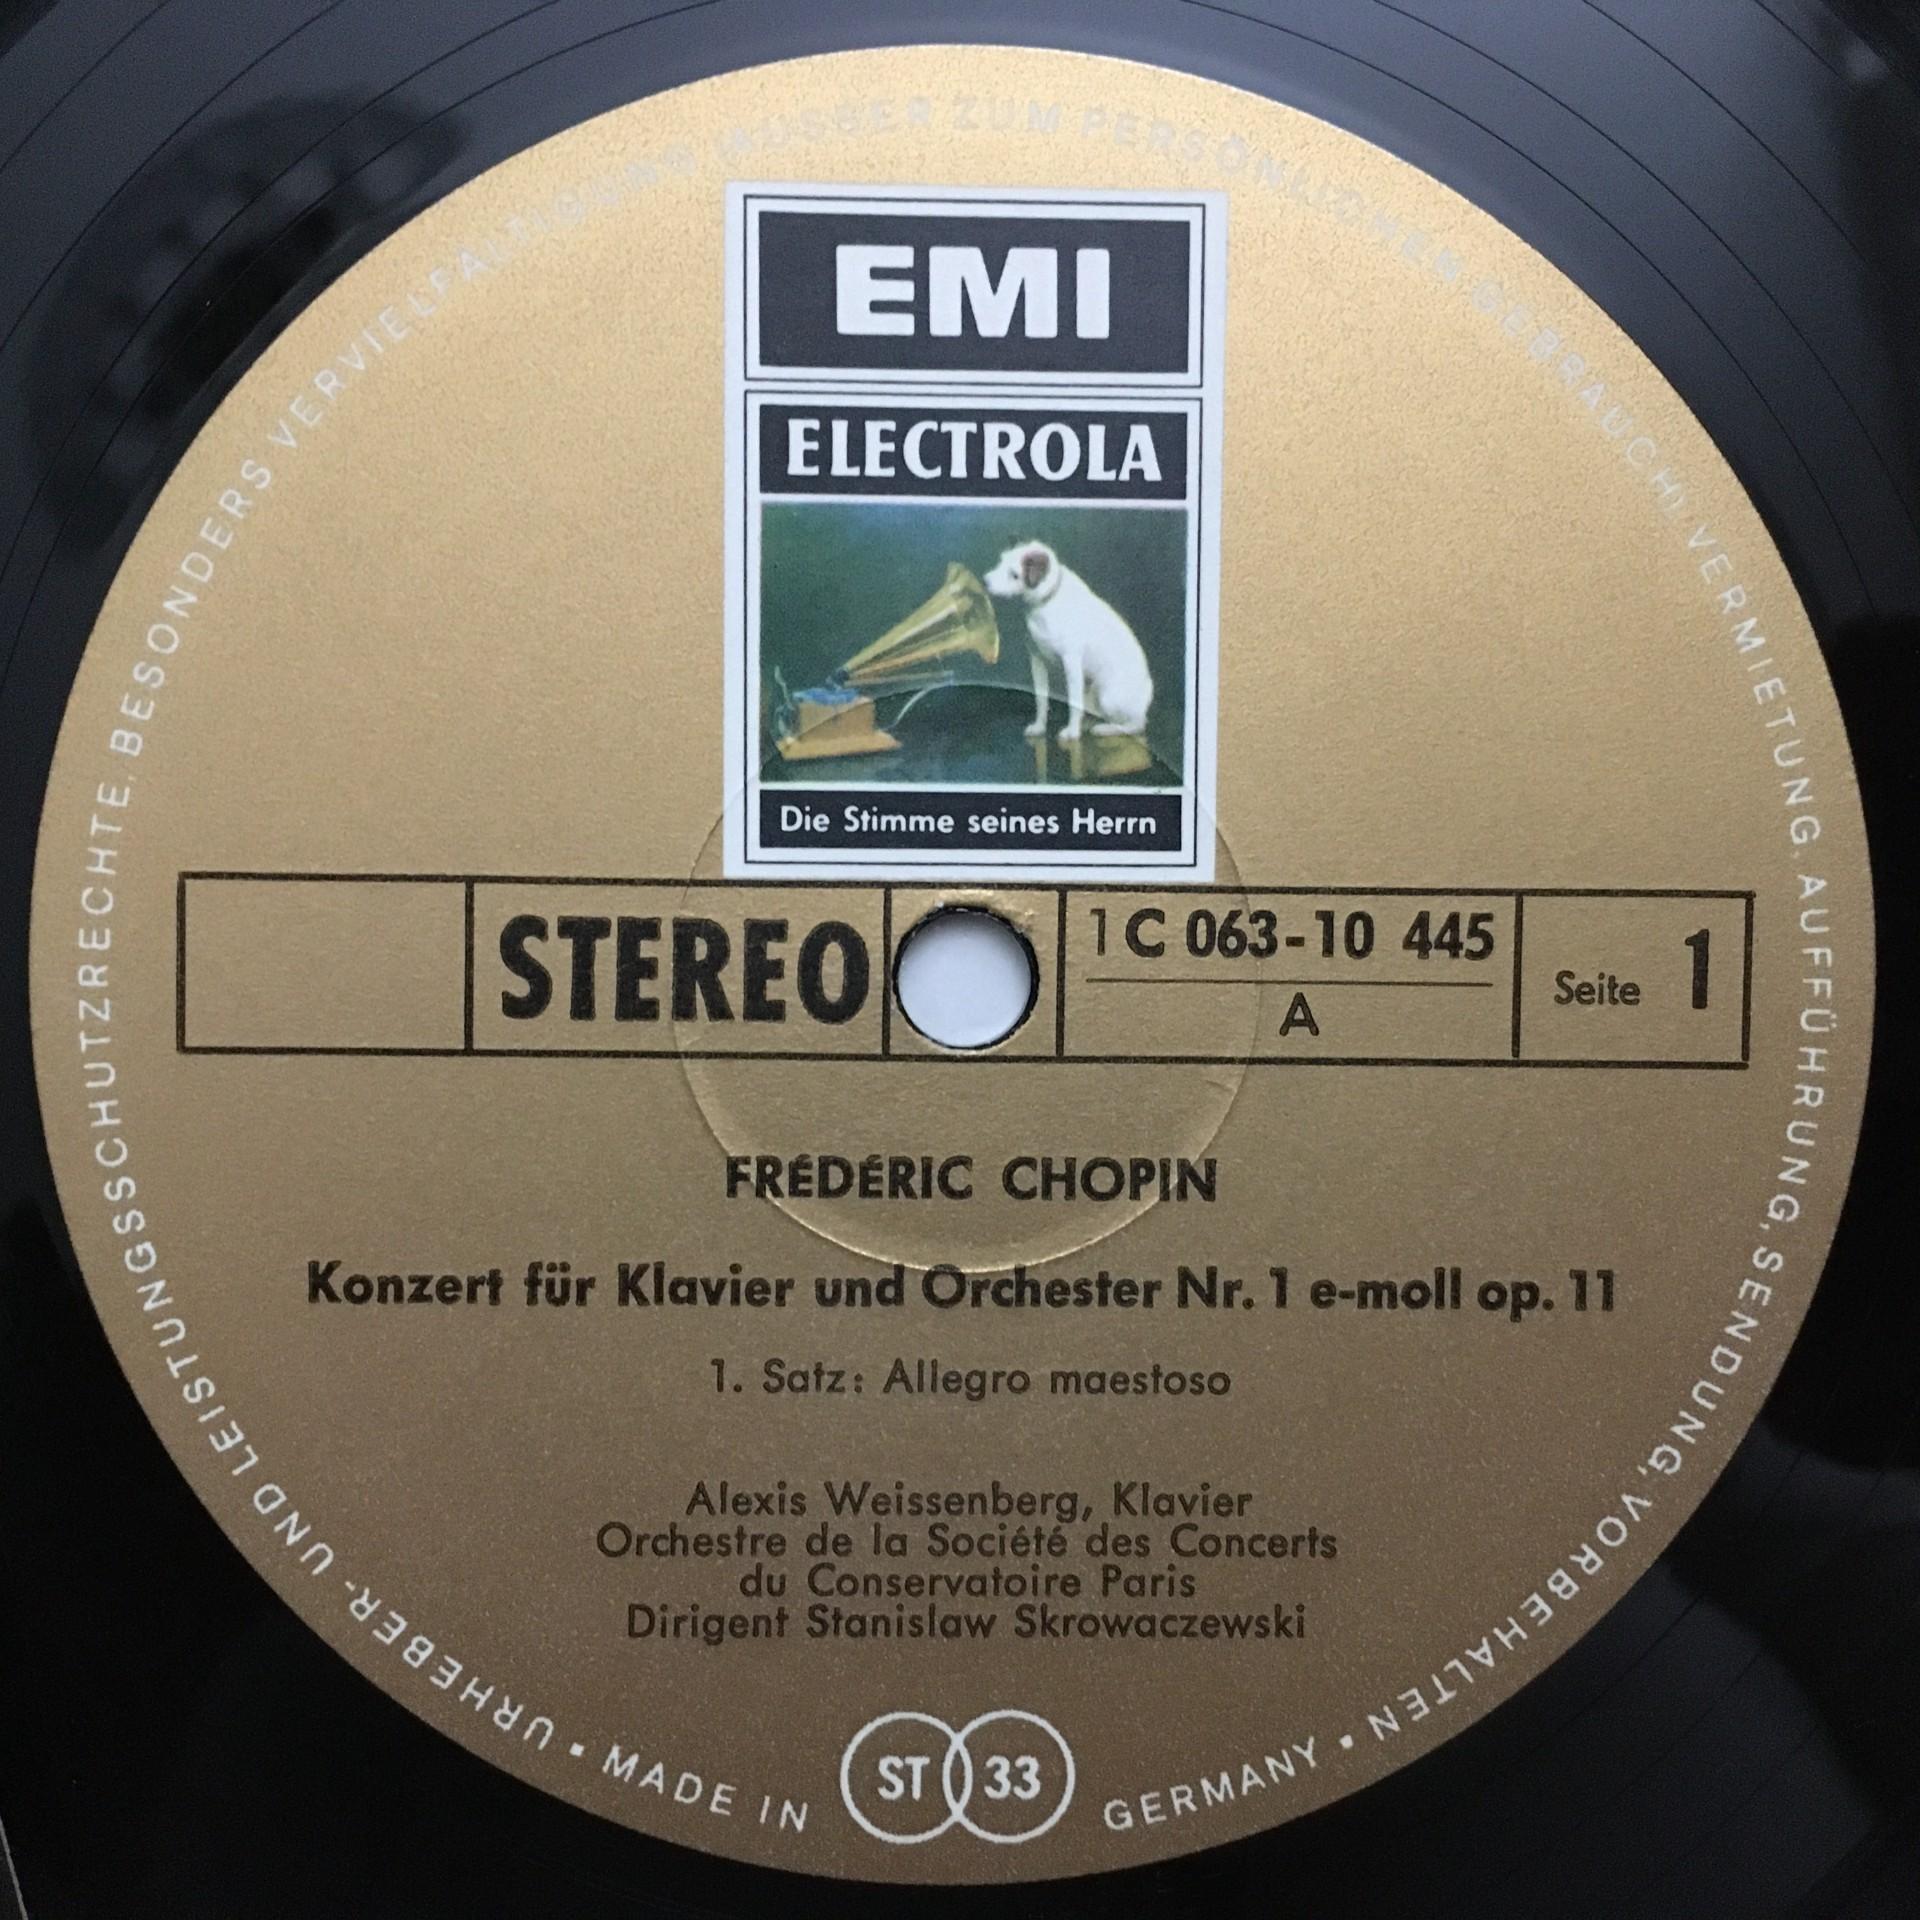 EMI
ELECTROLA
Die Stimme seines Herrn
STEREO
1 C 063-10 445
A
Seite 1
FRÉDÉRIC CHOPIN
Konzert für Klavier und Orchester Nr. 1 e-moll op. 11
1. Satz: Allegro maestoso
Alexis Weissenberg, Klavier
Orchestre de la Société des Concerts
du Conservatoire Paris
Dirigent Stanislaw Skrowaczewski
ST 33
MADE IN GERMANY
URHEBER- UND LEISTUNGSSCHUTZRECHTE, BESONDERS VERVIELFÄLTIGUNG (AUSSER ZUM PERSÖNLICHEN GEBRAUCH) VERMIETUNG, AUFFÜHRUNG, SENDUNG, VORBEHALTEN